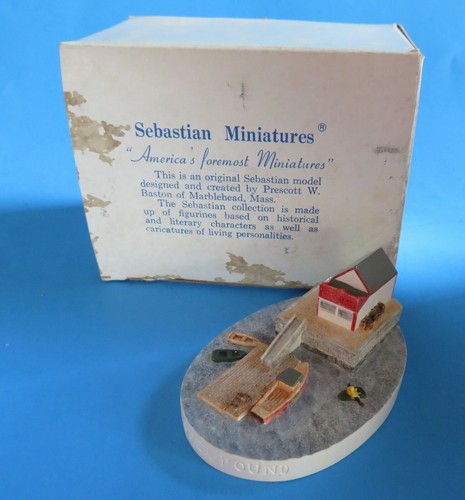 Sebastian Miniatures®
"America's foremost Miniatures"
This is an original Sebastian model
designed and created by Prescott W.
Baston of Marblehead, Mass.
The Sebastian collection is made
up of figurines based on historical
and literary characters as well as
caricatures of living personalities.
POUND